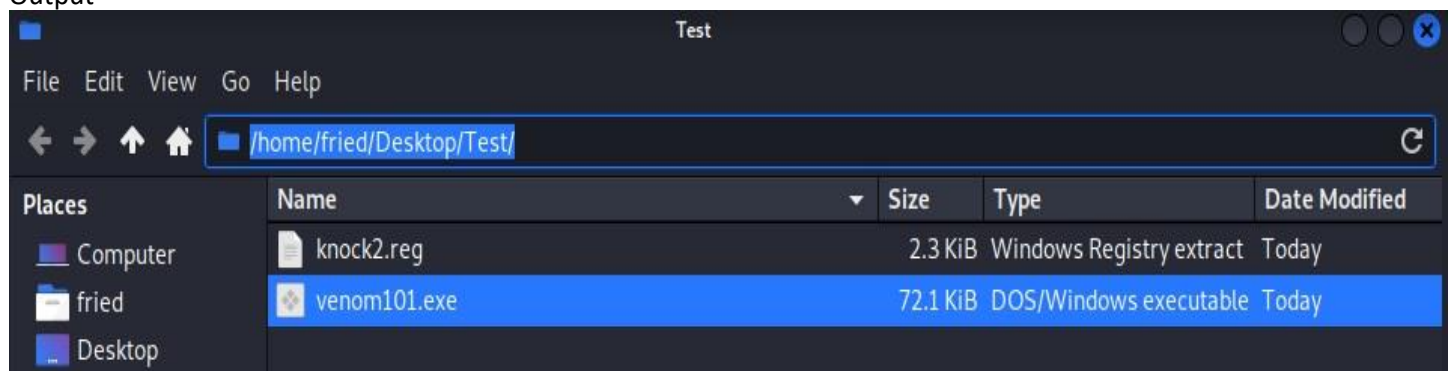 Output
Test
File Edit View Go Help
/home/fried/Desktop/Test/
Places Name Size Type Date Modified
Computer knock2.reg 2.3 KiB Windows Registry extract Today
fried venom101.exe 72.1 KiB DOS/Windows executable Today
Desktop